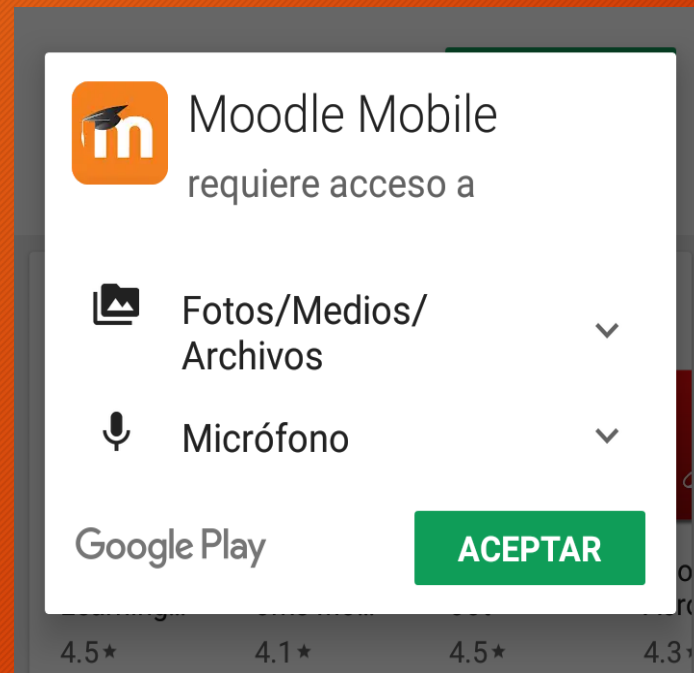 m
Moodle Mobile
requiere acceso a
Fotos/Medios/
Archivos
Micrófono
Google Play
ACEPTAR
4.5★ 4.1★ 4.5★ 4.3